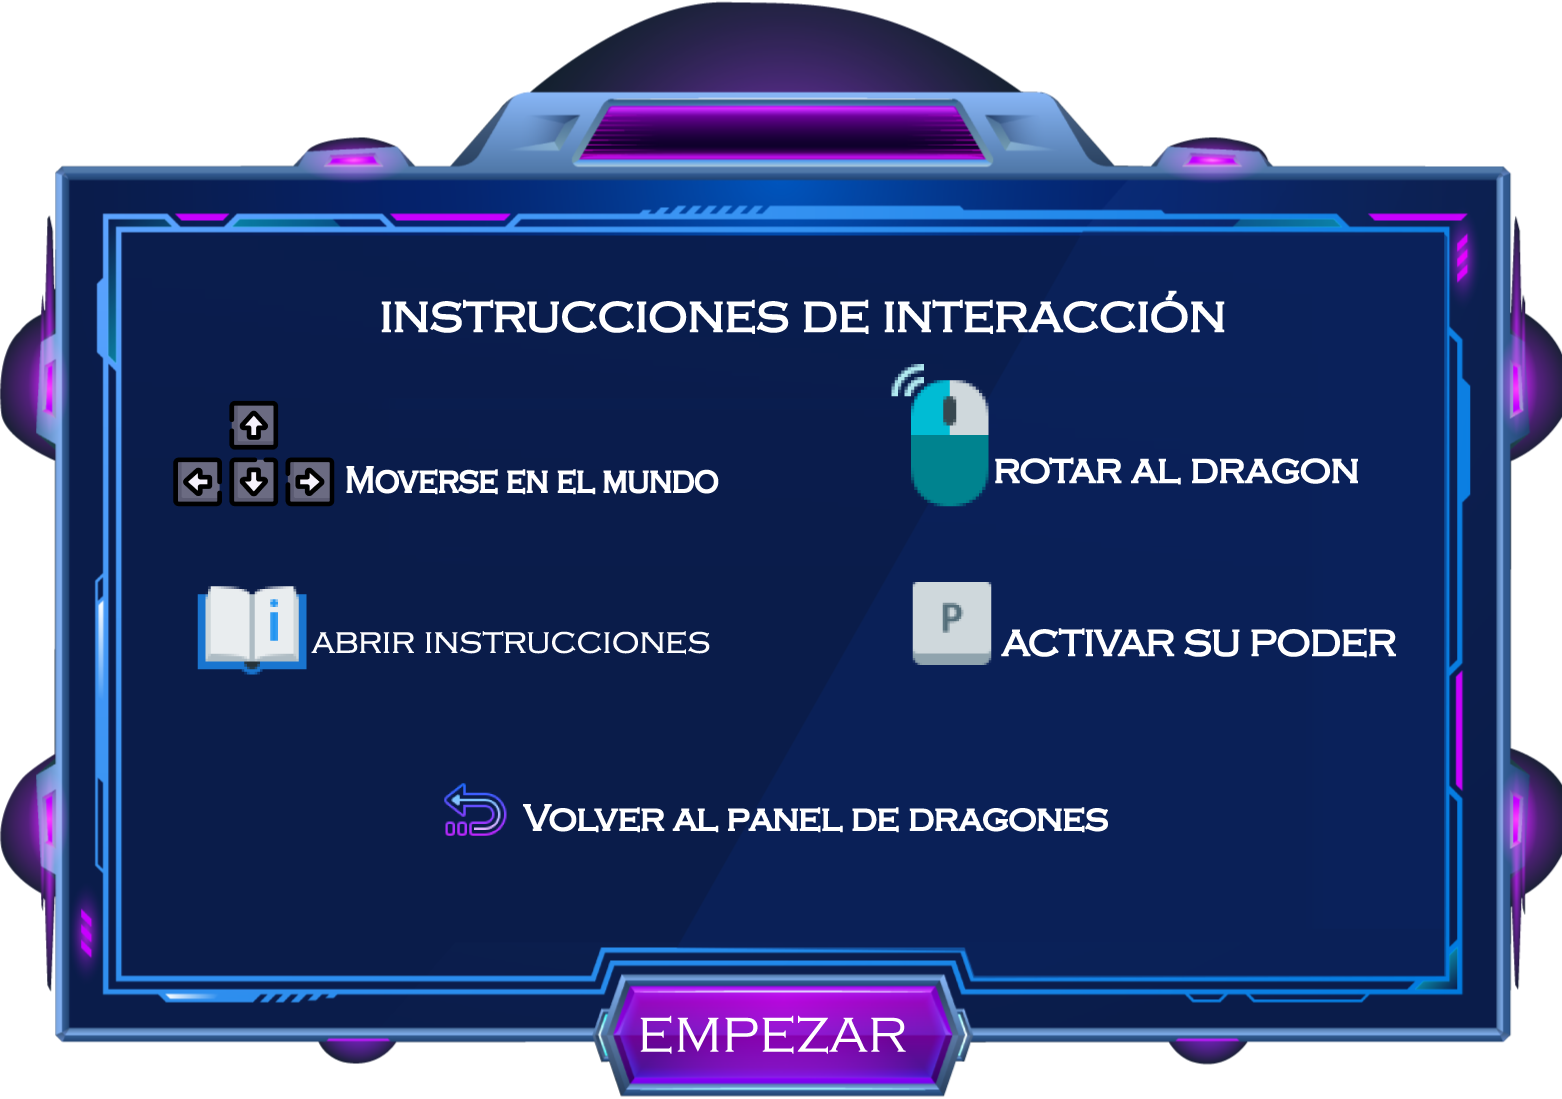 INSTRUCCIONES DE INTERACCIÓN
MOVERSE EN EL MUNDO
ROTAR AL DRAGON
i
ABRIR INSTRUCCIONES
P
ACTIVAR SU PODER
VOLVER AL PANEL DE DRAGONES
EMPEZAR